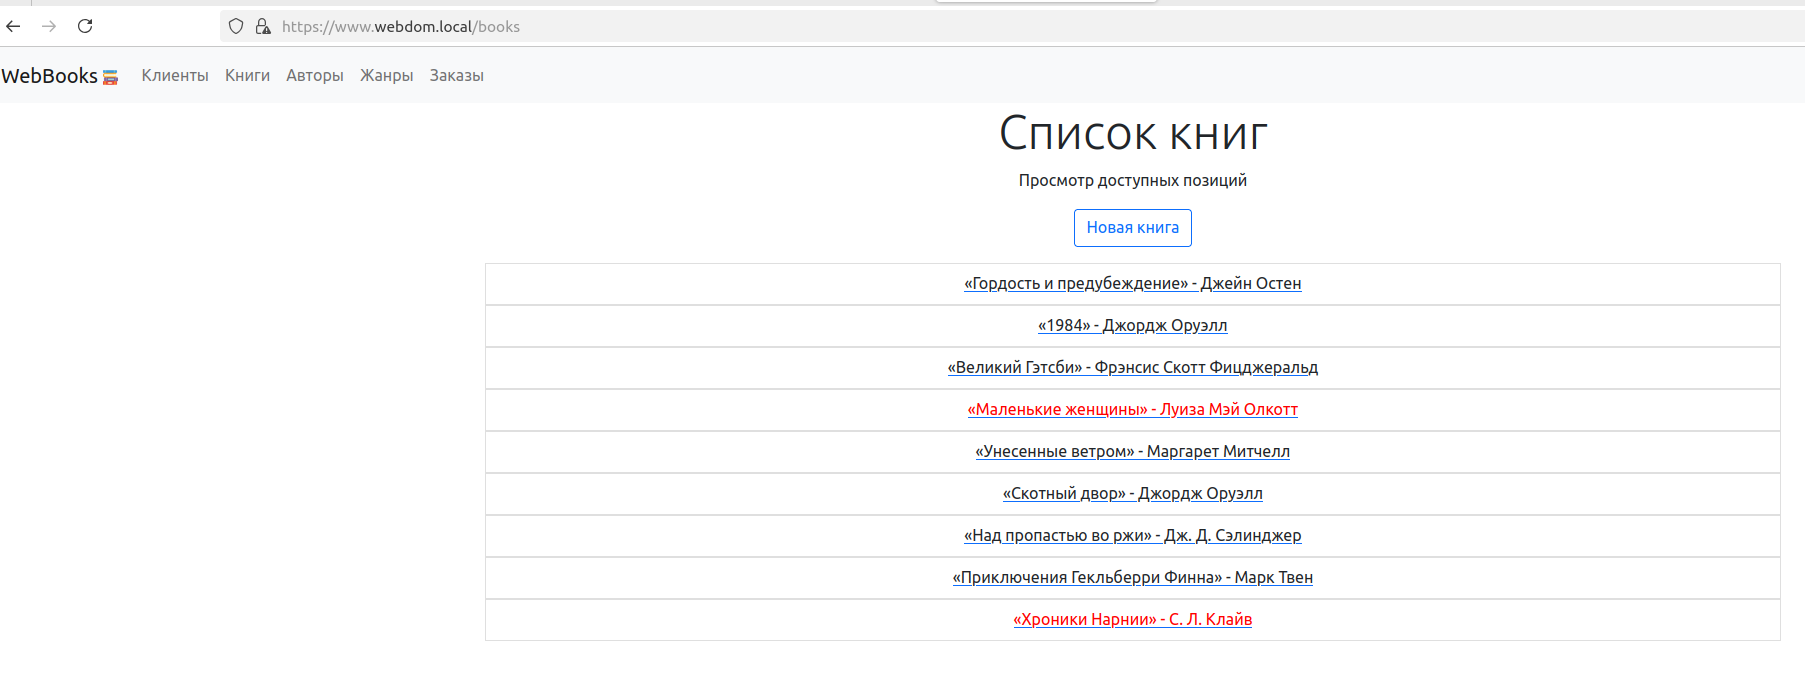 https://www.webdom.local/books
WebBooks Клиенты Книги Авторы Жанры Заказы
Список книг
Просмотр доступных позиций
Новая книга
«Гордость и предубеждение» - Джейн Остен
«1984» - Джордж Оруэлл
«Великий Гэтсби» - Фрэнсис Скотт Фицджеральд
«Маленькие женщины» - Луиза Мэй Олкотт
«Унесенные ветром» - Маргарет Митчелл
«Скотный двор» - Джордж Оруэлл
«Над пропастью во ржи» - Дж. Д. Сэлинджер
«Приключения Гекльберри Финна» - Марк Твен
«Хроники Нарнии» - С. Л. Клайв